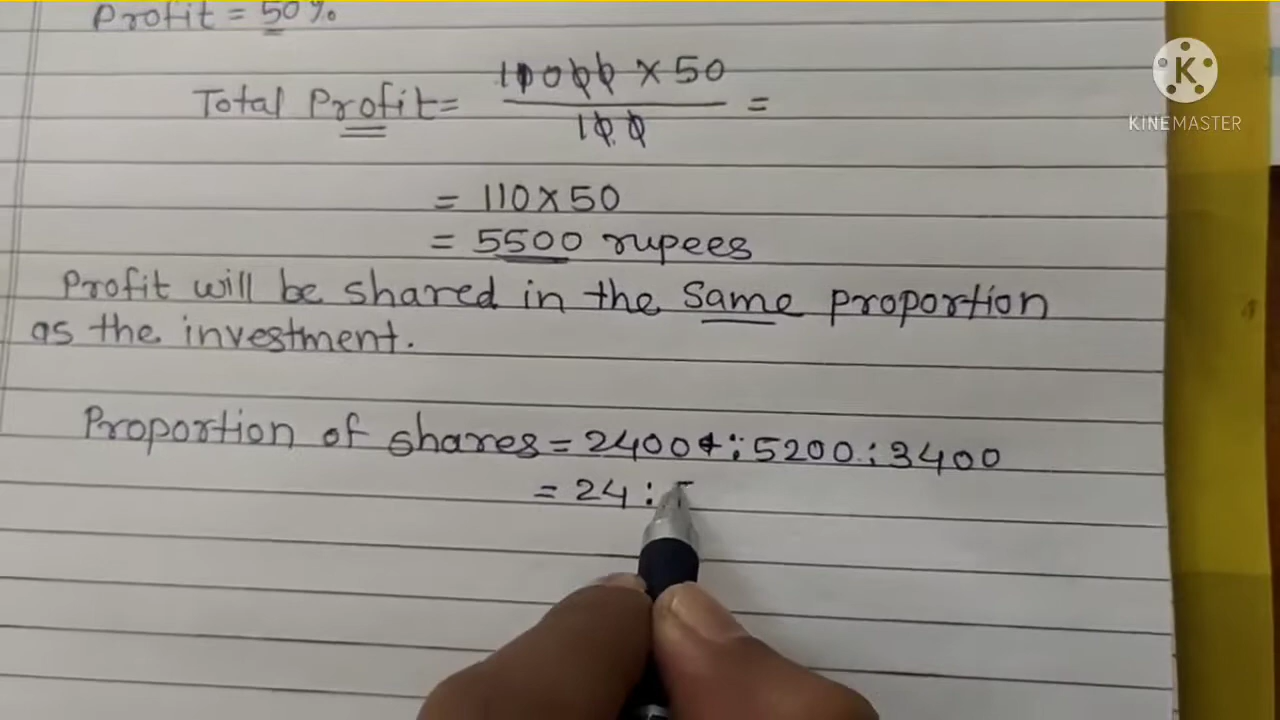 Profit = 50%
Total Profit = 11000 × 50 / 100 =
= 110 × 50
= 5500 rupees
Profit will be shared in the same proportion
as the investment.
Proportion of shares = 2400 : 5200 : 3400
= 24 : 5
K
KINEMASTER